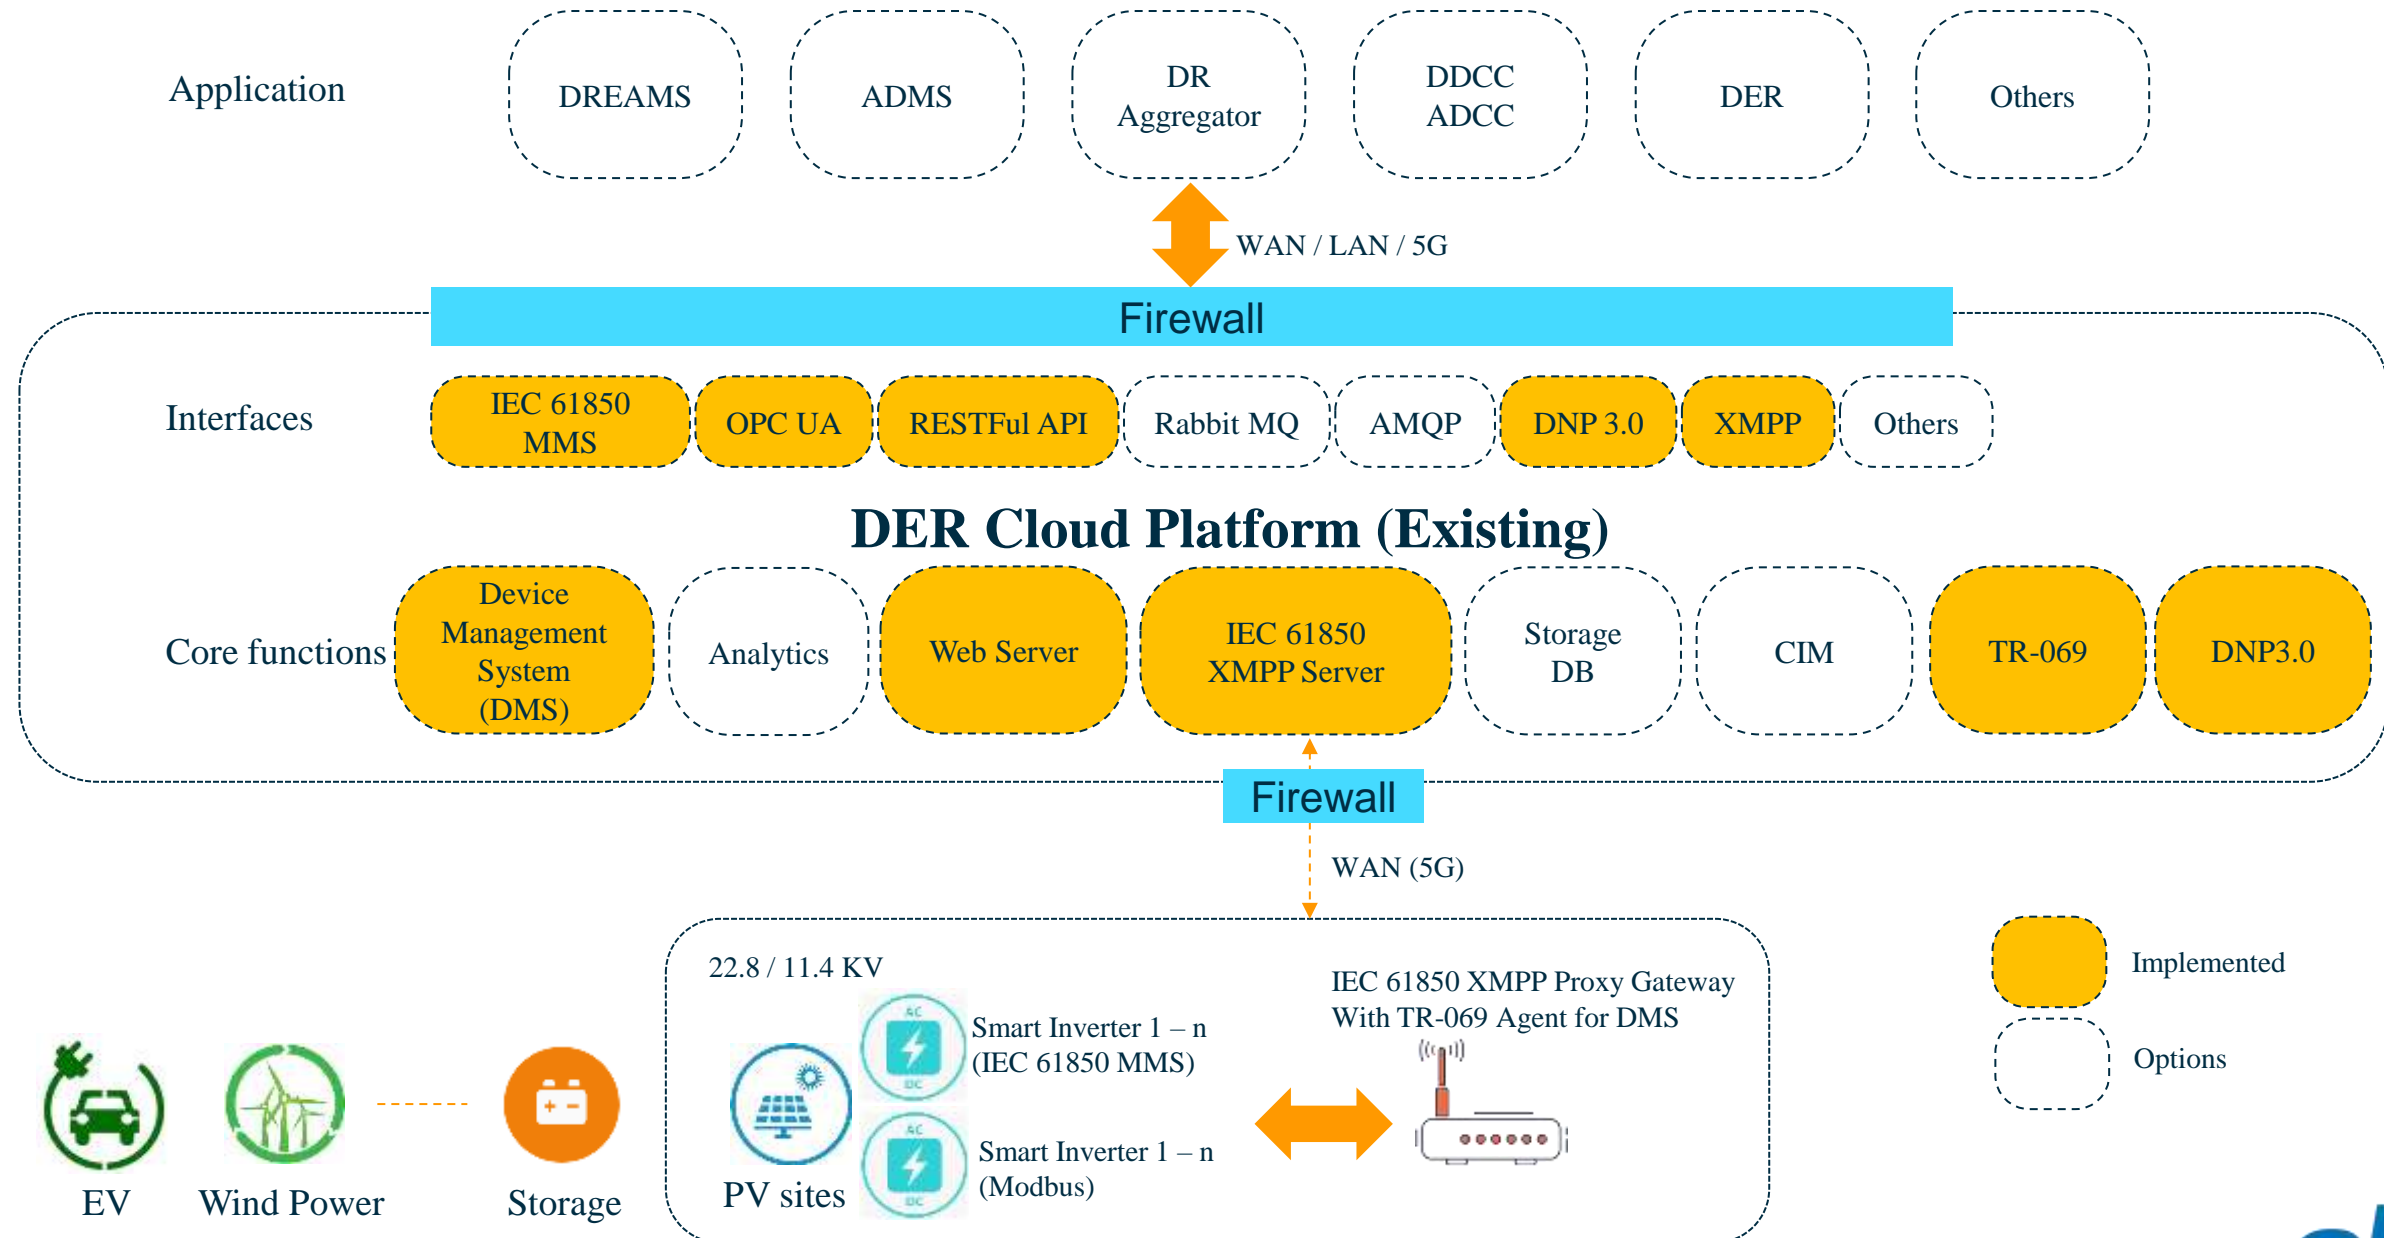 Application
DREAMS
ADMS
DR
Aggregator
DDCC
ADCC
DER
Others
WAN / LAN / 5G
Firewall
Interfaces
IEC 61850
MMS
OPC UA
RESTFul API
Rabbit MQ
AMQP
DNP 3.0
XMPP
Others
DER Cloud Platform (Existing)
Core functions
Device
Management
System
(DMS)
Analytics
Web Server
IEC 61850
XMPP Server
Storage
DB
CIM
TR-069
DNP3.0
Firewall
WAN (5G)
22.8 / 11.4 KV
AC
DC
Smart Inverter 1 – n
(IEC 61850 MMS)
AC
DC
Smart Inverter 1 – n
(Modbus)
IEC 61850 XMPP Proxy Gateway
With TR-069 Agent for DMS
Implemented
Options
EV
Wind Power
Storage
PV sites